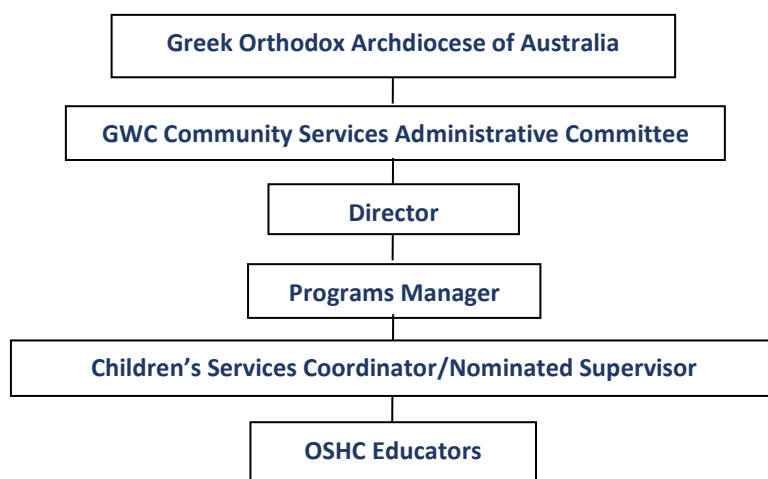 Greek Orthodox Archdiocese of Australia
GWC Community Services Administrative Committee
Director
Programs Manager
Children’s Services Coordinator/Nominated Supervisor
OSHC Educators